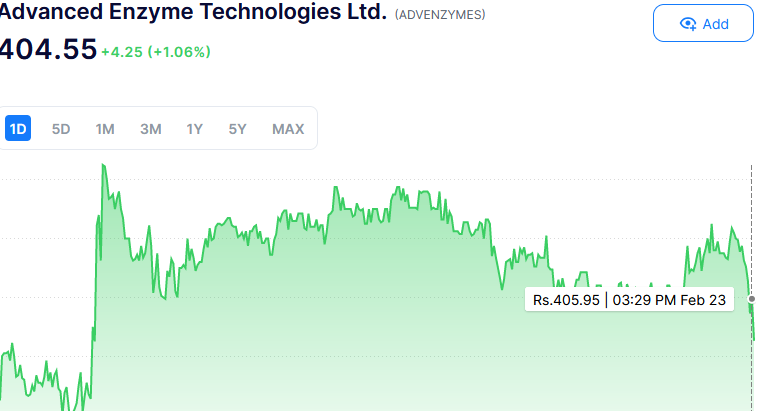 Advanced Enzyme Technologies Ltd. (ADVENZYMES)
Add
404.55 +4.25 (+1.06%)
1D 5D 1M 3M 1Y 5Y MAX
Rs.405.95 | 03:29 PM Feb 23